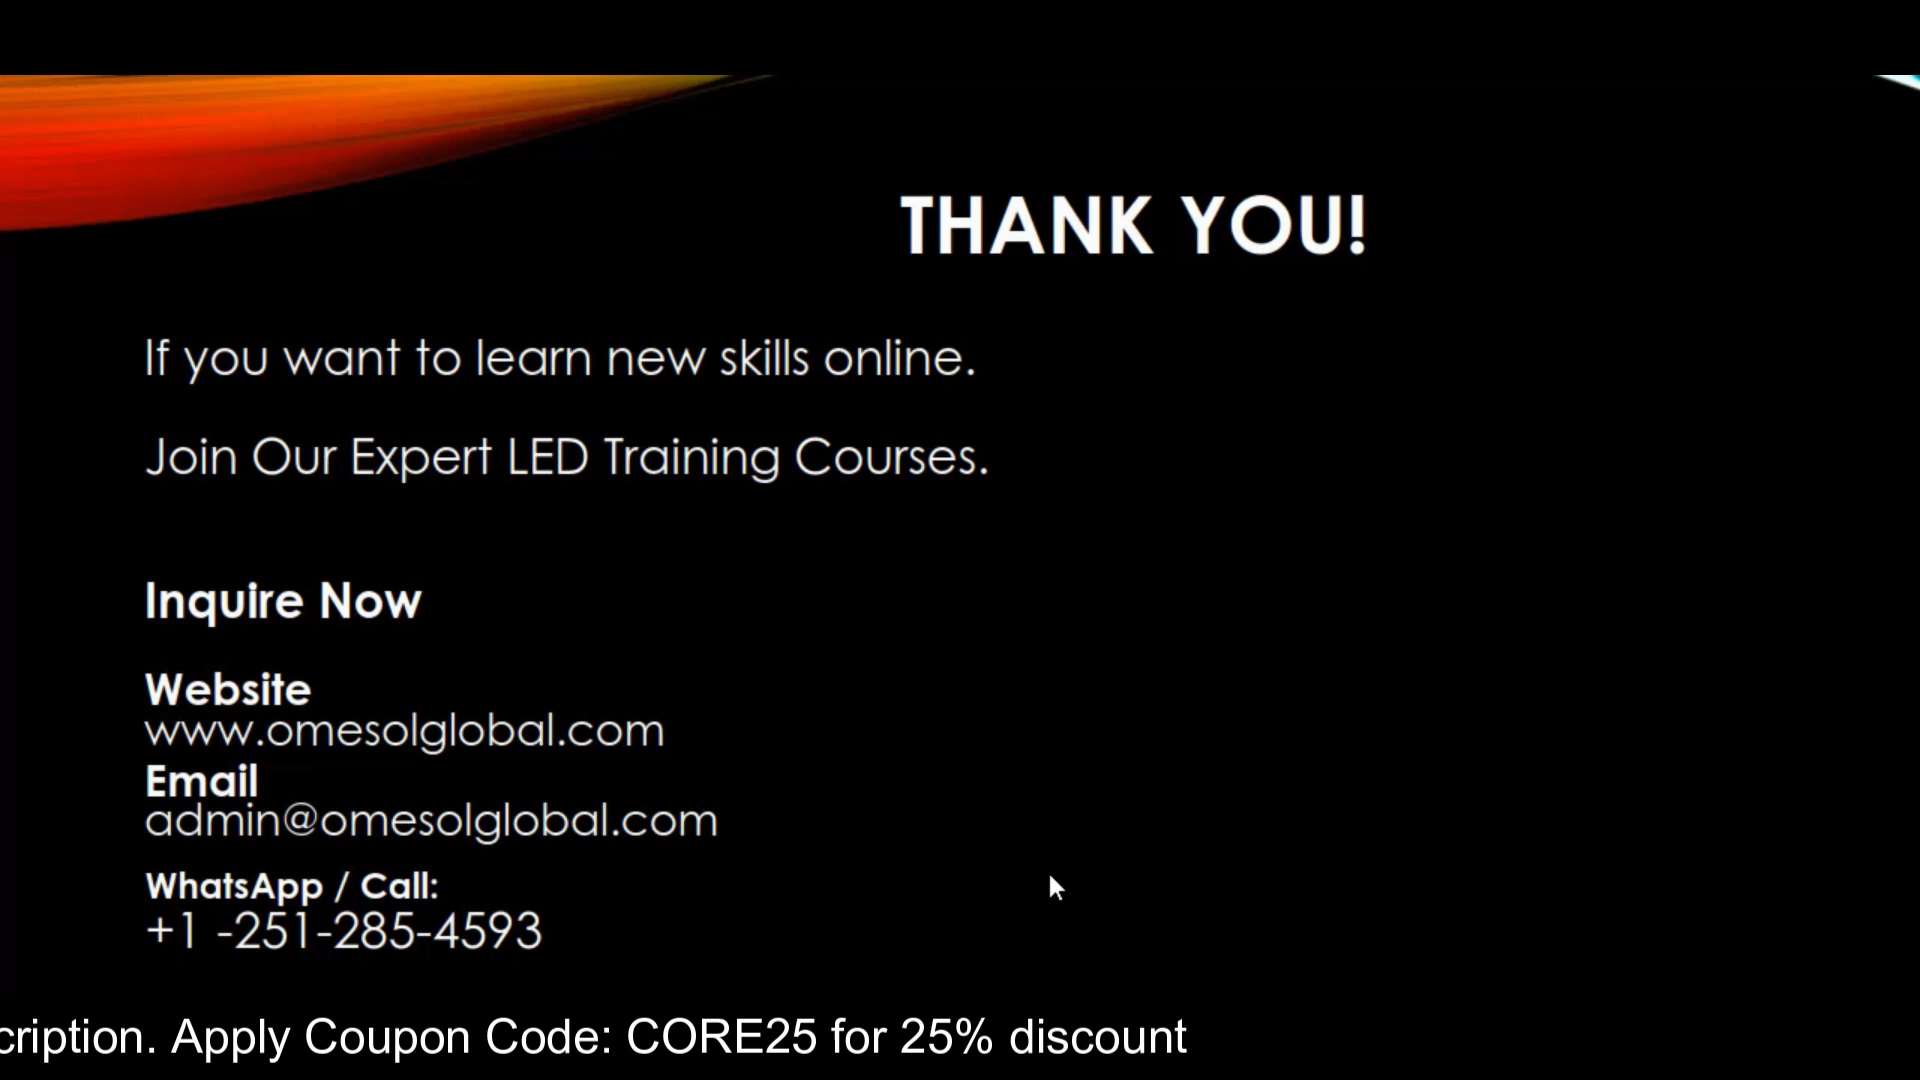 THANK YOU!
If you want to learn new skills online.
Join Our Expert LED Training Courses.
Inquire Now
Website
www.omesolglobal.com
Email
admin@omesolglobal.com
WhatsApp / Call:
+1 -251-285-4593
cription. Apply Coupon Code: CORE25 for 25% discount